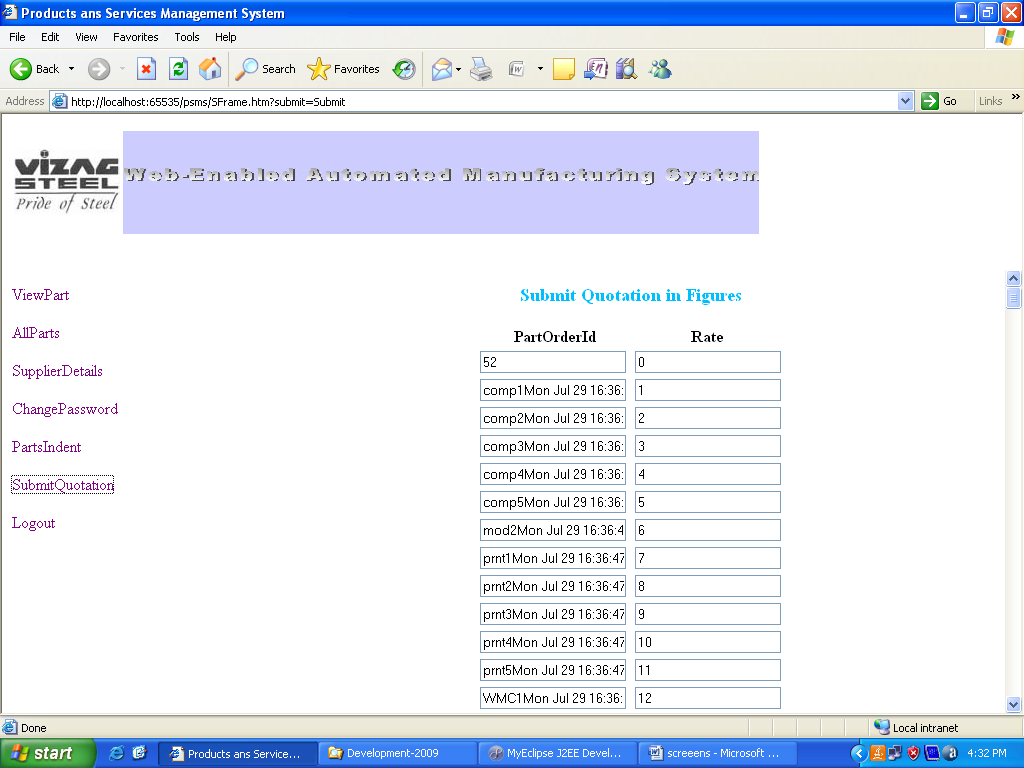 Products ans Services Management System
File Edit View Favorites Tools Help
Back Search Favorites
Address http://localhost:65535/psms/SFrame.htm?submit=Submit Go Links »
VIZAG
STEEL
Pride of Steel
Web-Enabled Automated Manufacturing System
ViewPart
AllParts
SupplierDetails
ChangePassword
PartsIndent
SubmitQuotation
Logout
Submit Quotation in Figures
PartOrderId Rate
52 0
comp1Mon Jul 29 16:36: 1
comp2Mon Jul 29 16:36: 2
comp3Mon Jul 29 16:36: 3
comp4Mon Jul 29 16:36: 4
comp5Mon Jul 29 16:36: 5
mod2Mon Jul 29 16:36:4 6
prnt1Mon Jul 29 16:36:47 7
prnt2Mon Jul 29 16:36:47 8
prnt3Mon Jul 29 16:36:47 9
prnt4Mon Jul 29 16:36:47 10
prnt5Mon Jul 29 16:36:47 11
WMC1Mon Jul 29 16:36: 12
Done Local intranet
start Products ans Service... Development-2009 MyEclipse J2EE Devel... screeens - Microsoft ... 4:32 PM